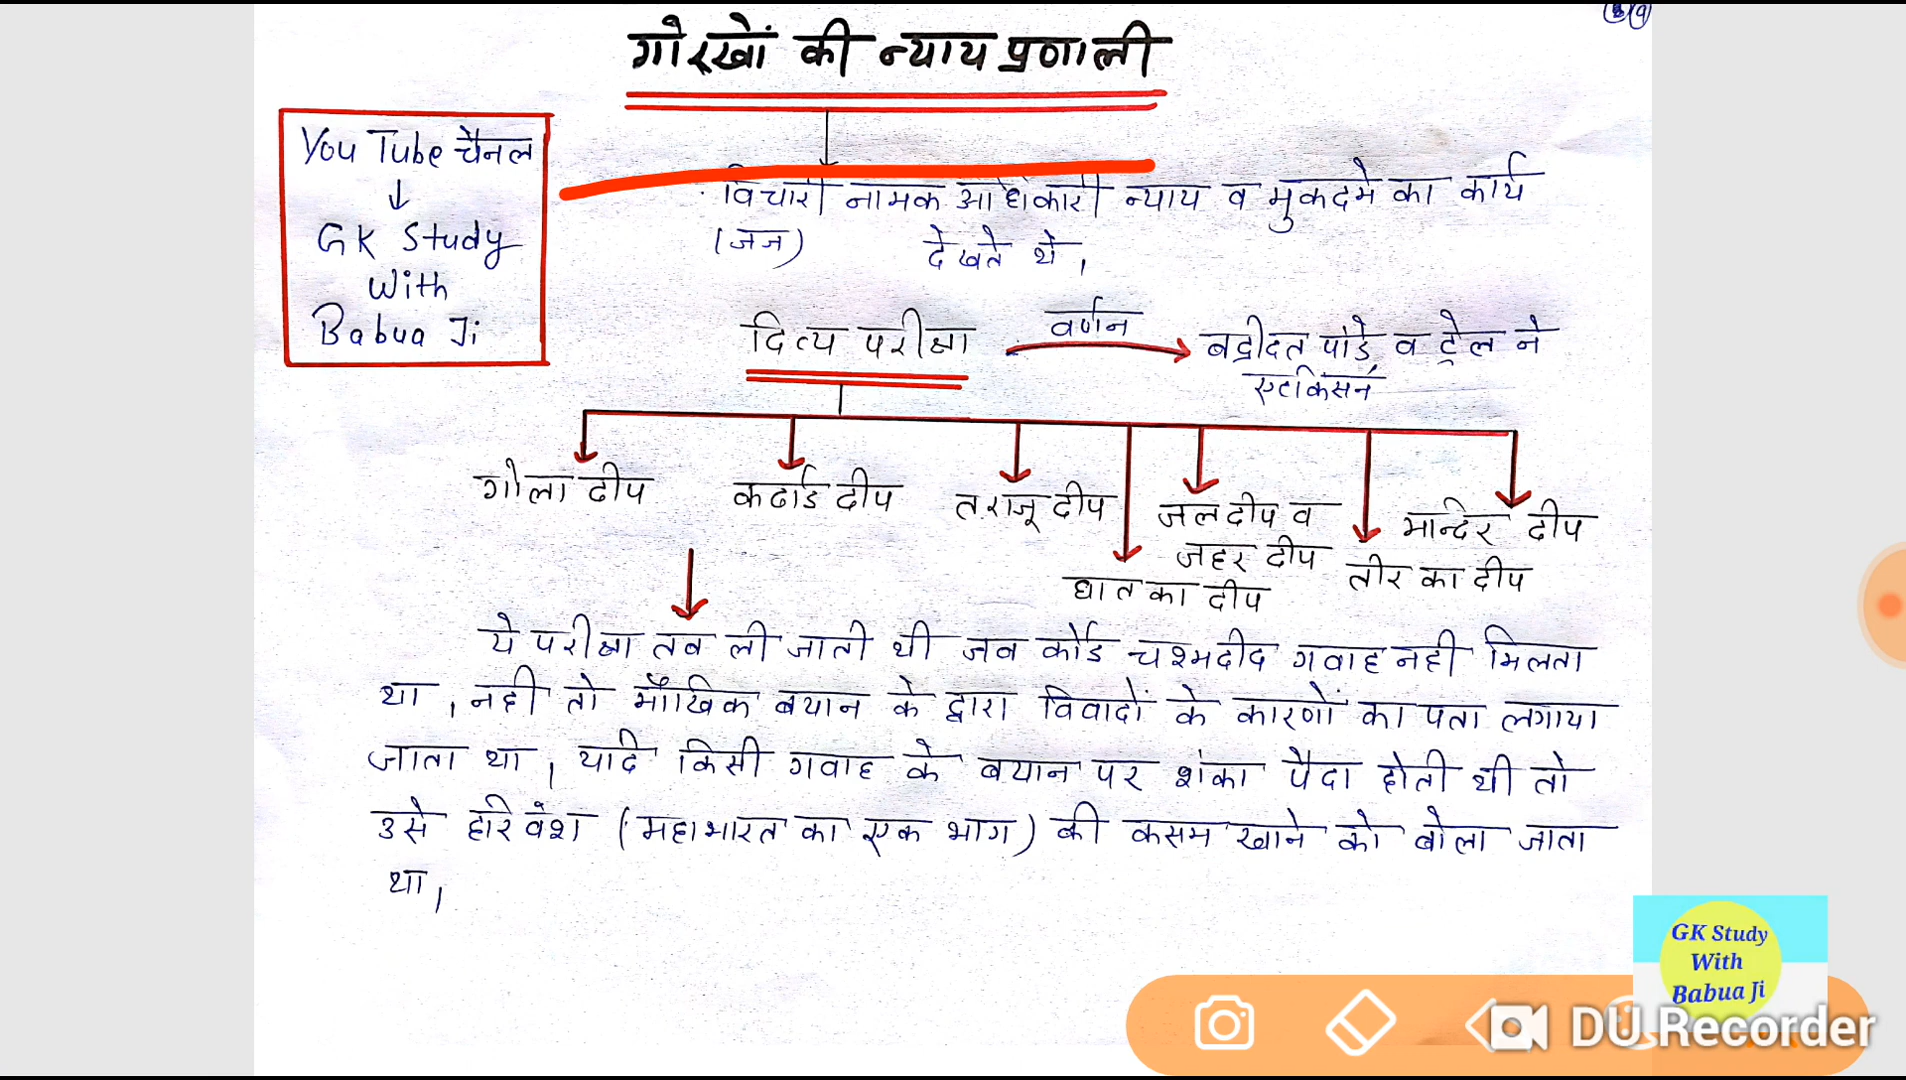 गोरखों की न्याय प्रणाली
You Tube चैनल
GK Study
With
Babua Ji
विचारी नामक अधिकारी न्याय व मुकदमे का कार्य
(जज) देखते थे।
दिव्य परीक्षा वर्णन बद्रीदत पांडे व ट्रेल ने
एटकिंसन
गोला दीप
कढाई दीप
तराजू दीप
जल दीप व
जहर दीप
घात का दीप
तीर का दीप
मन्दिर दीप
ये परीक्षा तब ली जाती थी जब कोई चश्मदीद गवाह नही मिलता
था, नही तो मौखिक बयान के द्वारा विवादों के कारणों का पता लगाया
जाता था, यदि किसी गवाह के बयान पर शंका पैदा होती थी तो
उसे हरिवंश (महाभारत का एक भाग) की कसम खाने को बोला जाता
था।
GK Study
With
Babua Ji
DU Recorder